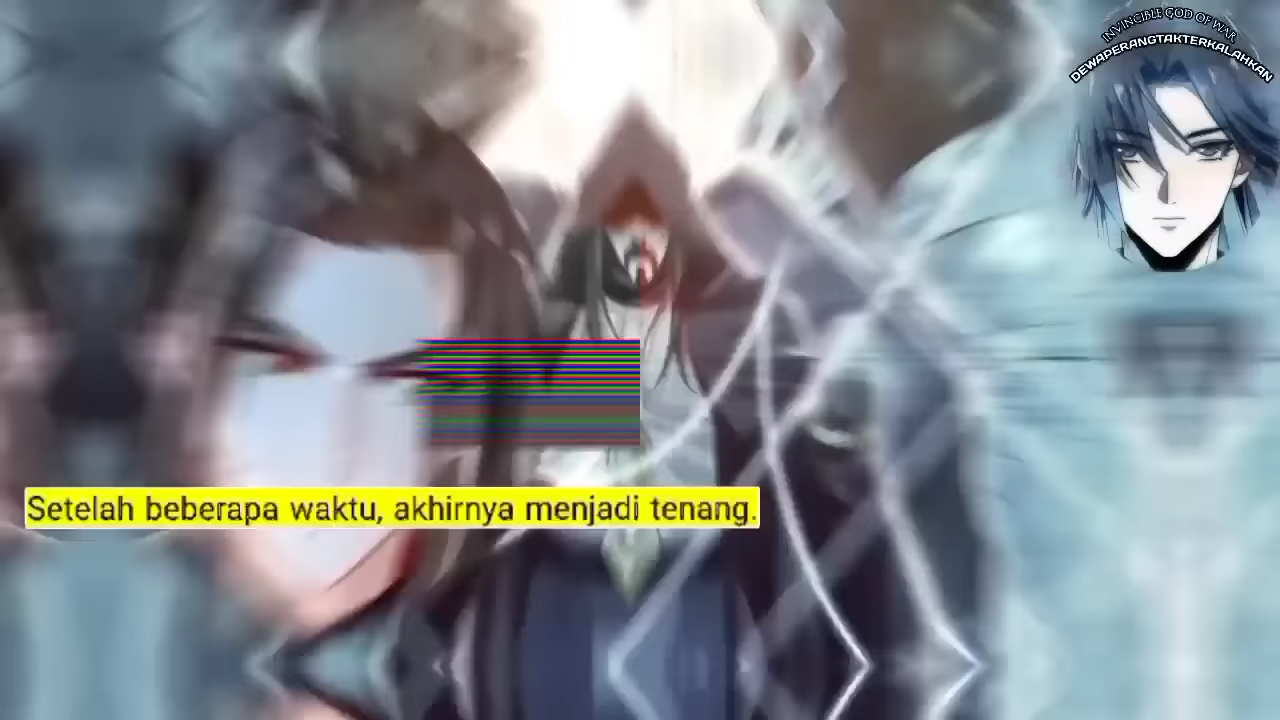 INVINCIBLE GOD OF WAR
DEWAPERANGTAKTERKALAHKAN
Setelah beberapa waktu, akhirnya menjadi tenang.